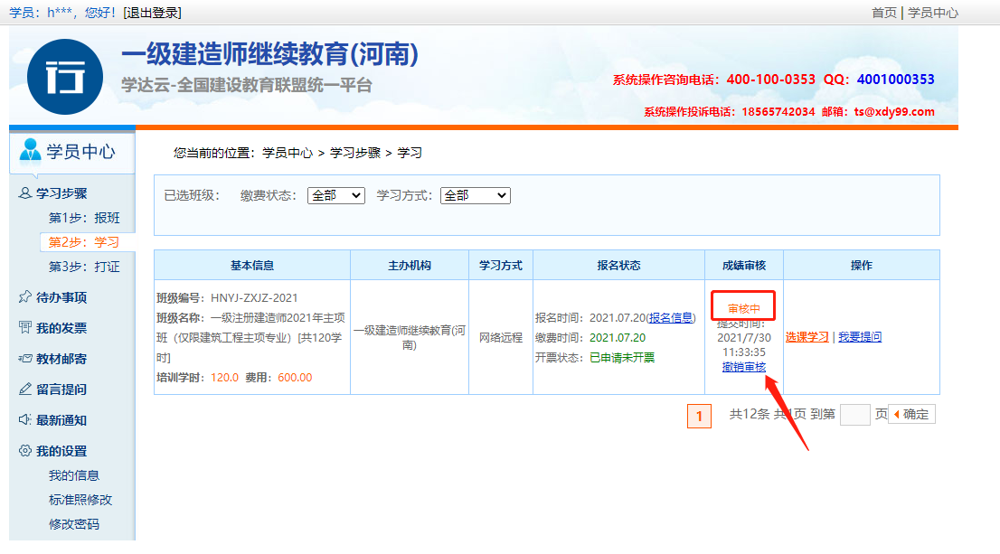 学员：h***，您好！[退出登录]
首页 | 学员中心
行
一级建造师继续教育(河南)
学达云-全国建设教育联盟统一平台
系统操作咨询电话：400-100-0353 QQ：4001000353
系统操作投诉电话：18565742034 邮箱：ts@xdy99.com
学员中心
您当前的位置：学员中心 > 学习步骤 > 学习
学习步骤
第1步：报班
第2步：学习
第3步：打证
待办事项
我的发票
教材邮寄
留言提问
最新通知
我的设置
我的信息
标准照修改
修改密码
已选班级： 缴费状态： 全部 学习方式： 全部
基本信息 主办机构 学习方式 报名状态 成绩审核 操作
班级编号：HNYJ-ZXJZ-2021
班级名称：一级注册建造师2021年主项
班（仅限建筑工程主项专业）[共120学
时]
培训学时：120.0 费用：600.00
一级建造师继续教育(河
南)
网络远程
报名时间：2021.07.20(报名信息)
缴费时间：2021.07.20
开票状态：已申请未开票
审核中
提交时间：
2021/7/30
11:33:35
撤销审核
选课学习 | 我要提问
1 共12条 共1页 到第 页 确定